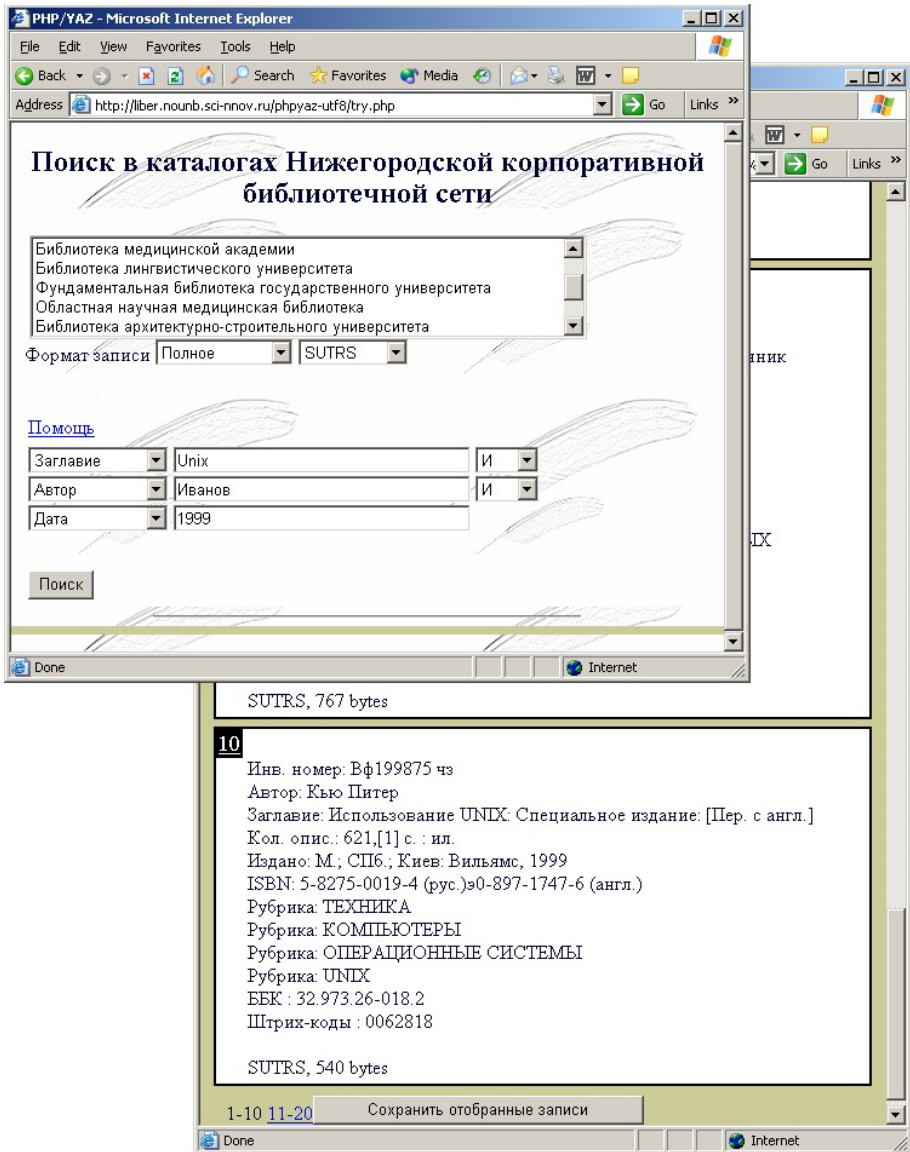 PHP/YAZ - Microsoft Internet Explorer
File Edit View Favorites Tools Help
Back Search Favorites Media
Address http://liber.nounb.sci-nnov.ru/phpyaz-utf8/try.php Go Links »
Поиск в каталогах Нижегородской корпоративной
библиотечной сети
Библиотека медицинской академии
Библиотека лингвистического университета
Фундаментальная библиотека государственного университета
Областная научная медицинская библиотека
Библиотека архитектурно-строительного университета
Формат записи Полное SUTRS
Помощь
Заглавие Unix И
Автор Иванов И
Дата 1999
Поиск
Done Internet
Go Links »
SUTRS, 767 bytes
10
Инв. номер: Вф199875 чз
Автор: Кью Питер
Заглавие: Использование UNIX: Специальное издание: [Пер. с англ.]
Кол. опис.: 621,[1] с. : ил.
Издано: М.; СПб.; Киев: Вильямс, 1999
ISBN: 5-8275-0019-4 (рус.)э0-897-1747-6 (англ.)
Рубрика: ТЕХНИКА
Рубрика: КОМПЬЮТЕРЫ
Рубрика: ОПЕРАЦИОННЫЕ СИСТЕМЫ
Рубрика: UNIX
ББК : 32.973.26-018.2
Штрих-коды : 0062818
SUTRS, 540 bytes
1-10 11-20 Сохранить отобранные записи
Done Internet